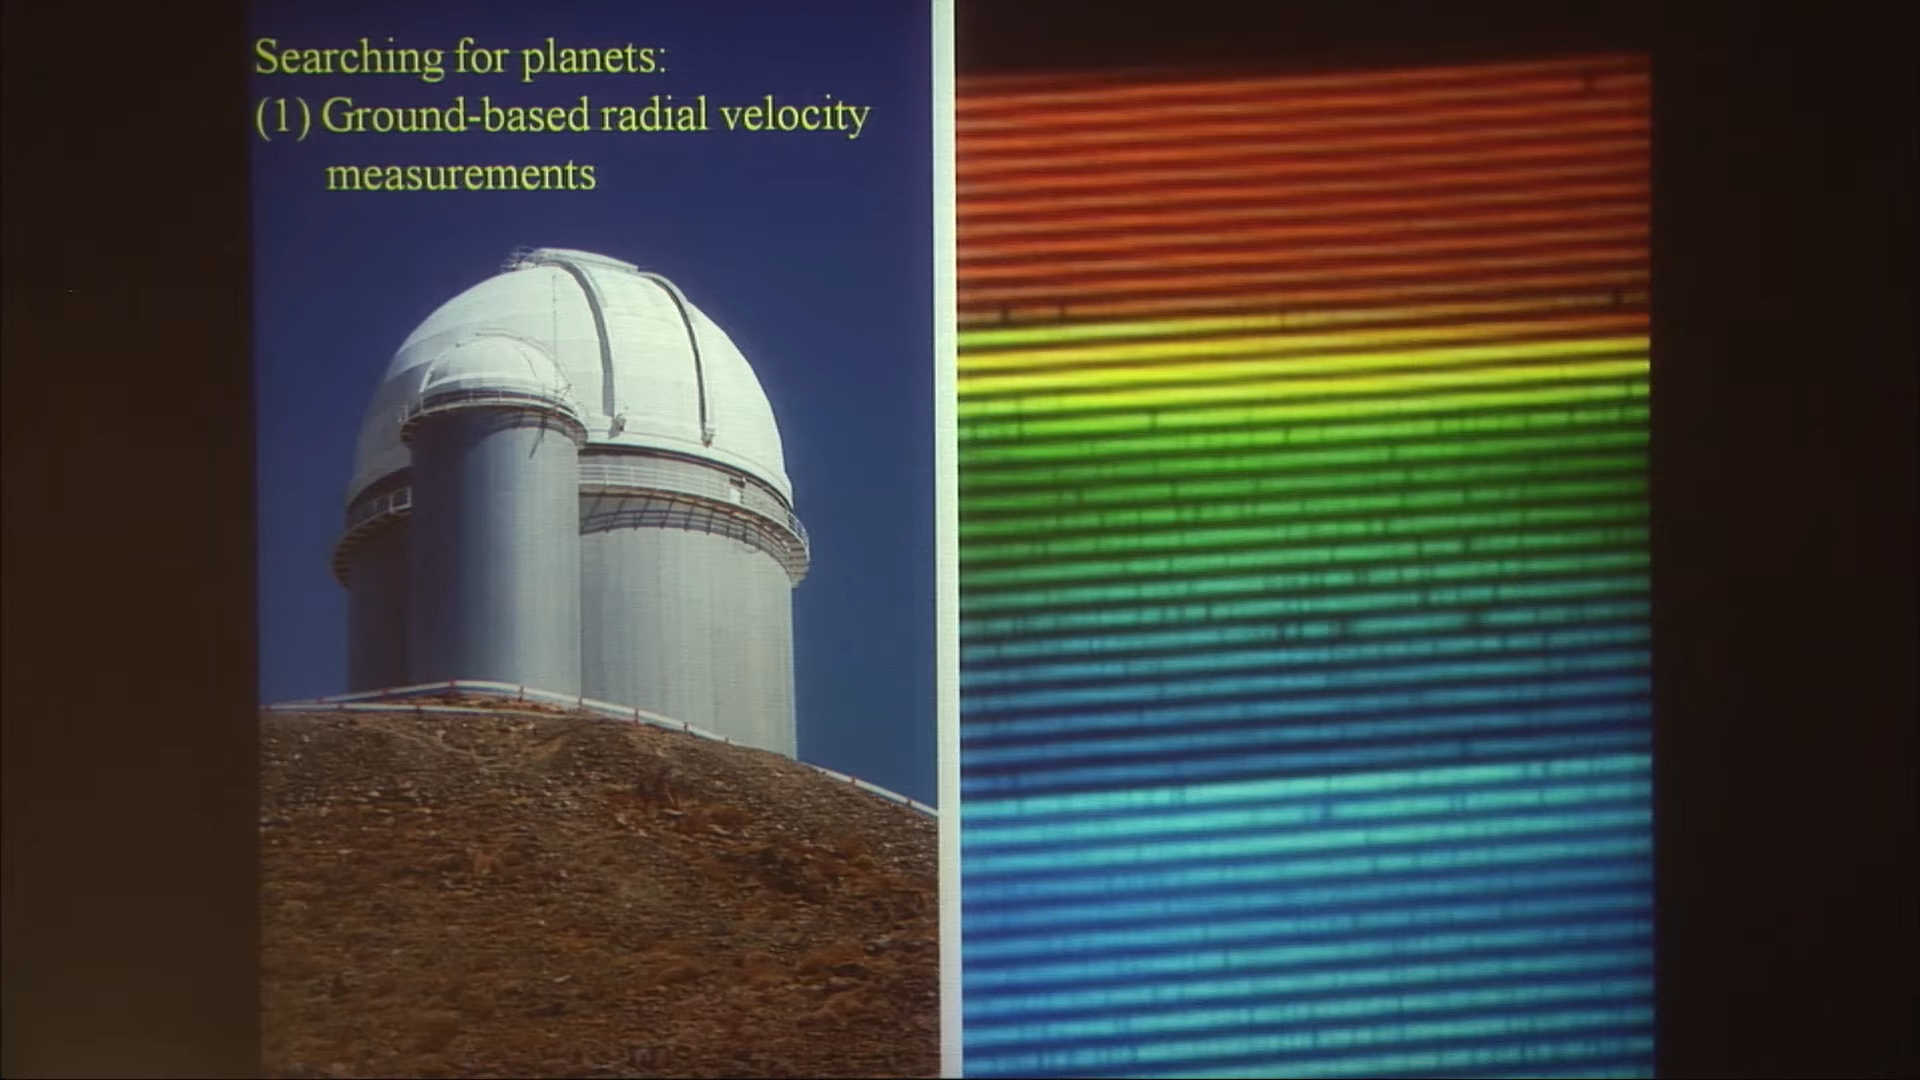 Searching for planets:
(1) Ground-based radial velocity
measurements